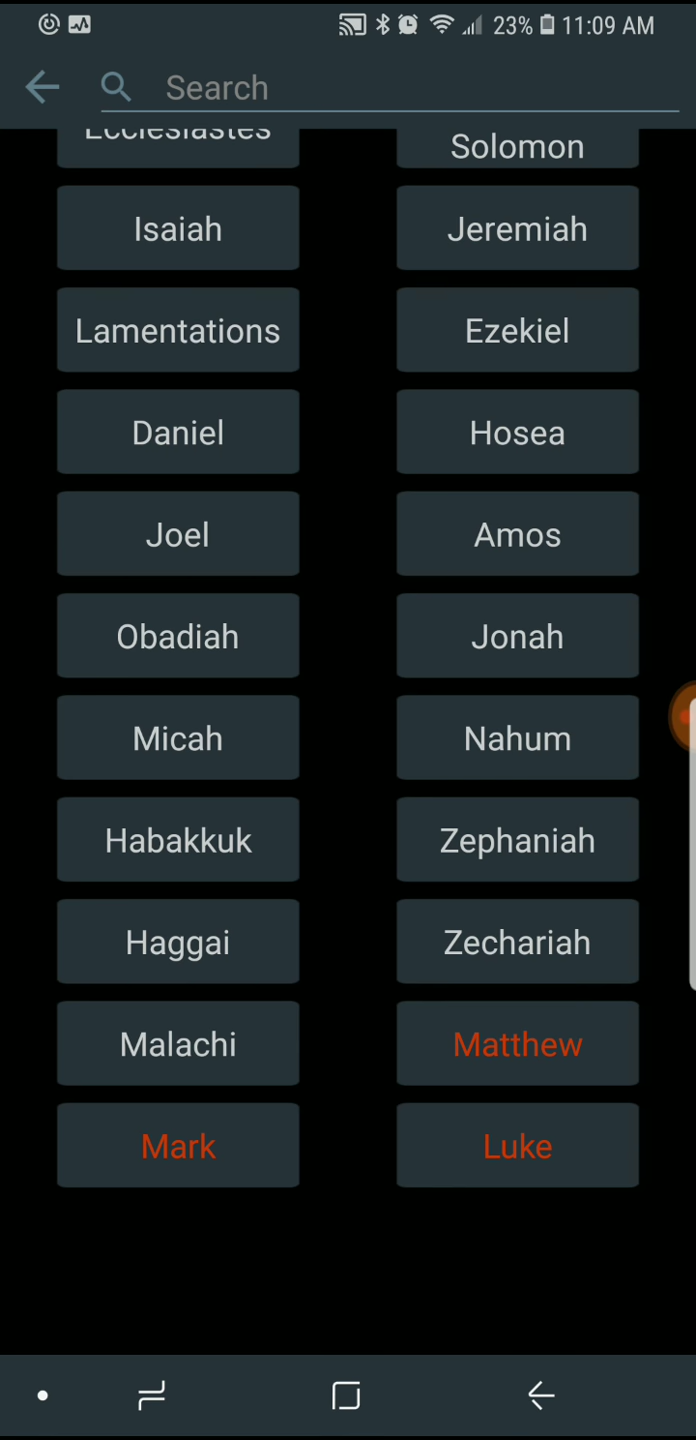 23% 11:09 AM
Search
Ecclesiastes Solomon
Isaiah Jeremiah
Lamentations Ezekiel
Daniel Hosea
Joel Amos
Obadiah Jonah
Micah Nahum
Habakkuk Zephaniah
Haggai Zechariah
Malachi Matthew
Mark Luke